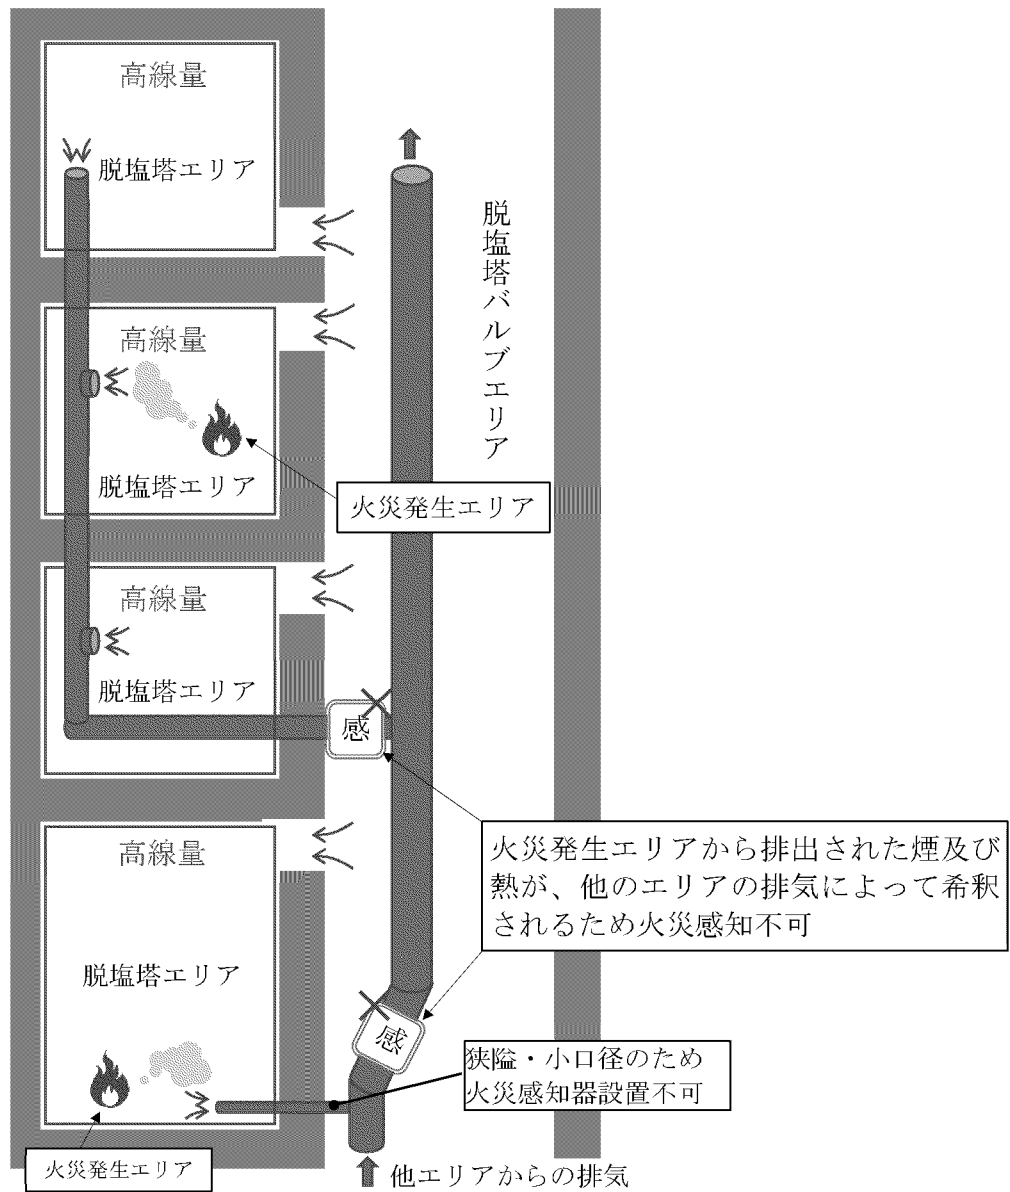 高線量
脱塩塔エリア
脱塩塔バルブエリア
高線量
脱塩塔エリア
火災発生エリア
高線量
脱塩塔エリア
感
火災発生エリアから排出された煙及び
熱が、他のエリアの排気によって希釈
されるため火災感知不可
高線量
脱塩塔エリア
感
狭隘・小口径のため
火災感知器設置不可
火災発生エリア
他エリアからの排気